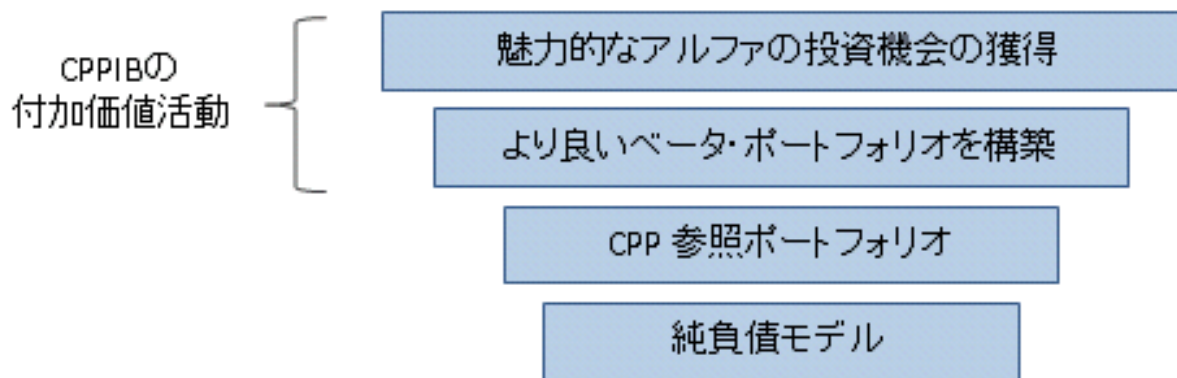 魅力的なアルファの投資機会の獲得
CPPIBの
付加価値活動
より良いベータ・ポートフォリオを構築
CPP 参照ポートフォリオ
純負債モデル